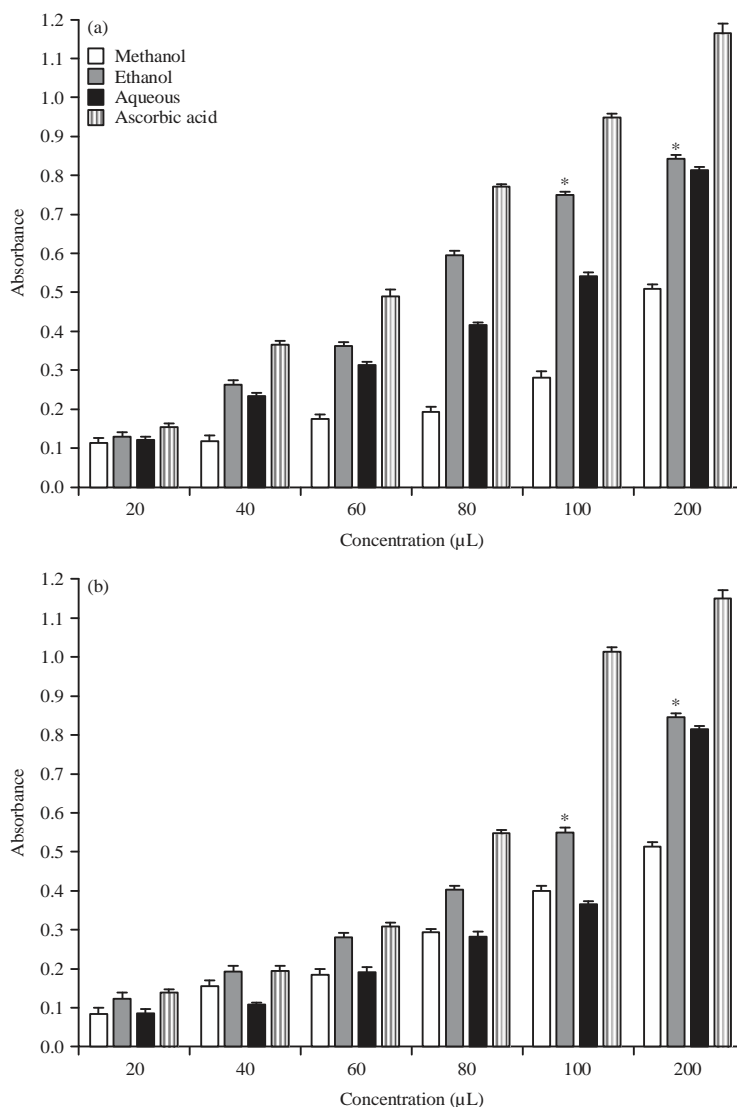 (a)
Methanol
Ethanol
Aqueous
Ascorbic acid
1.2
1.1
1.0
0.9
0.8
0.7
0.6
0.5
0.4
0.3
0.2
0.1
0.0
Absorbance
*
*
20 40 60 80 100 200
Concentration (µL)
(b)
1.2
1.1
1.0
0.9
0.8
0.7
0.6
0.5
0.4
0.3
0.2
0.1
0.0
Absorbance
*
*
20 40 60 80 100 200
Concentration (µL)